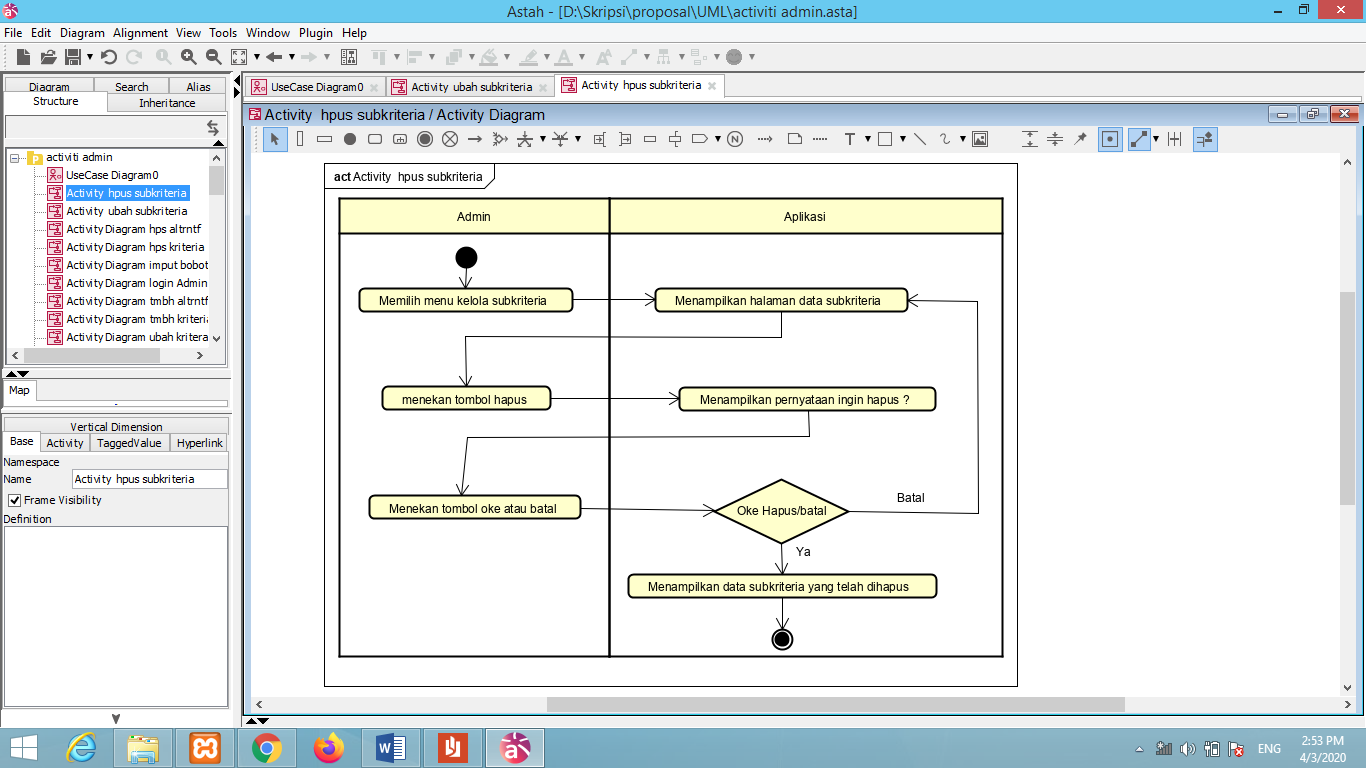 Astah - [D:\Skripsi\proposal\UML\activiti admin.asta]
File Edit Diagram Alignment View Tools Window Plugin Help
Diagram Search Alias
Structure Inheritance
activiti admin
UseCase Diagram0
Activity hpus subkriteria
Activity ubah subkriteria
Activity Diagram hps altrntf
Activity Diagram hps kriteria
Activity Diagram imput bobot
Activity Diagram login Admin
Activity Diagram tmbh altrntf
Activity Diagram tmbh kriteria
Activity Diagram ubah kritera
Map
Vertical Dimension
Base Activity TaggedValue Hyperlink
Namespace
Name Activity hpus subkriteria
Frame Visibility
Definition
UseCase Diagram0 Activity ubah subkriteria Activity hpus subkriteria
Activity hpus subkriteria / Activity Diagram
N T
act Activity hpus subkriteria
Admin Aplikasi
Memilih menu kelola subkriteria Menampilkan halaman data subkriteria
menekan tombol hapus Menampilkan pernyataan ingin hapus ?
Menekan tombol oke atau batal Oke Hapus/batal Batal
Ya
Menampilkan data subkriteria yang telah dihapus
ENG
2:53 PM
4/3/2020